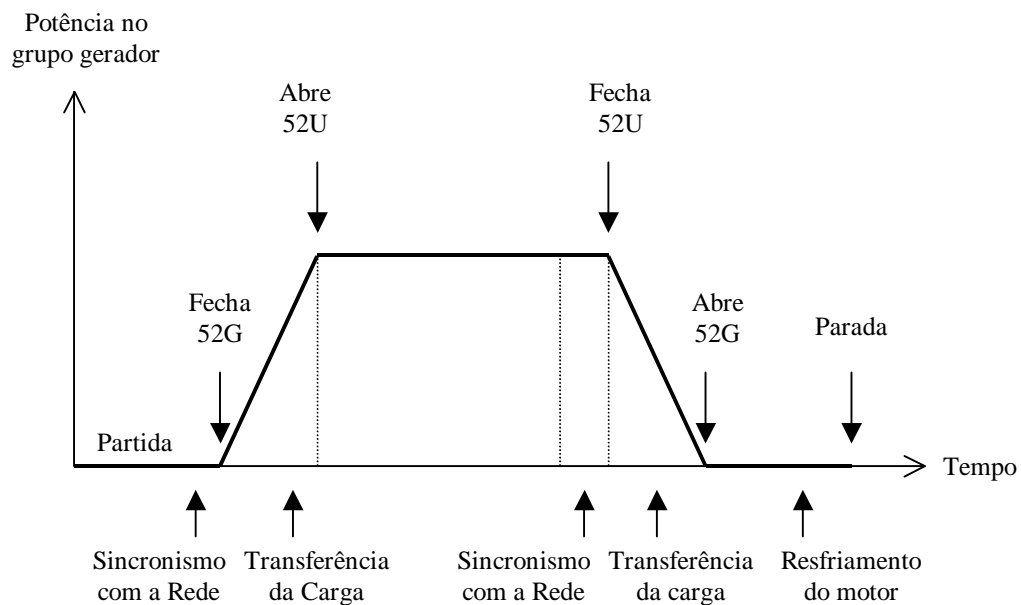 Potência no
grupo gerador
Abre
52U
Fecha
52U
Fecha
52G
Abre
52G
Parada
Partida
Tempo
Sincronismo
com a Rede
Transferência
da Carga
Sincronismo
com a Rede
Transferência
da carga
Resfriamento
do motor